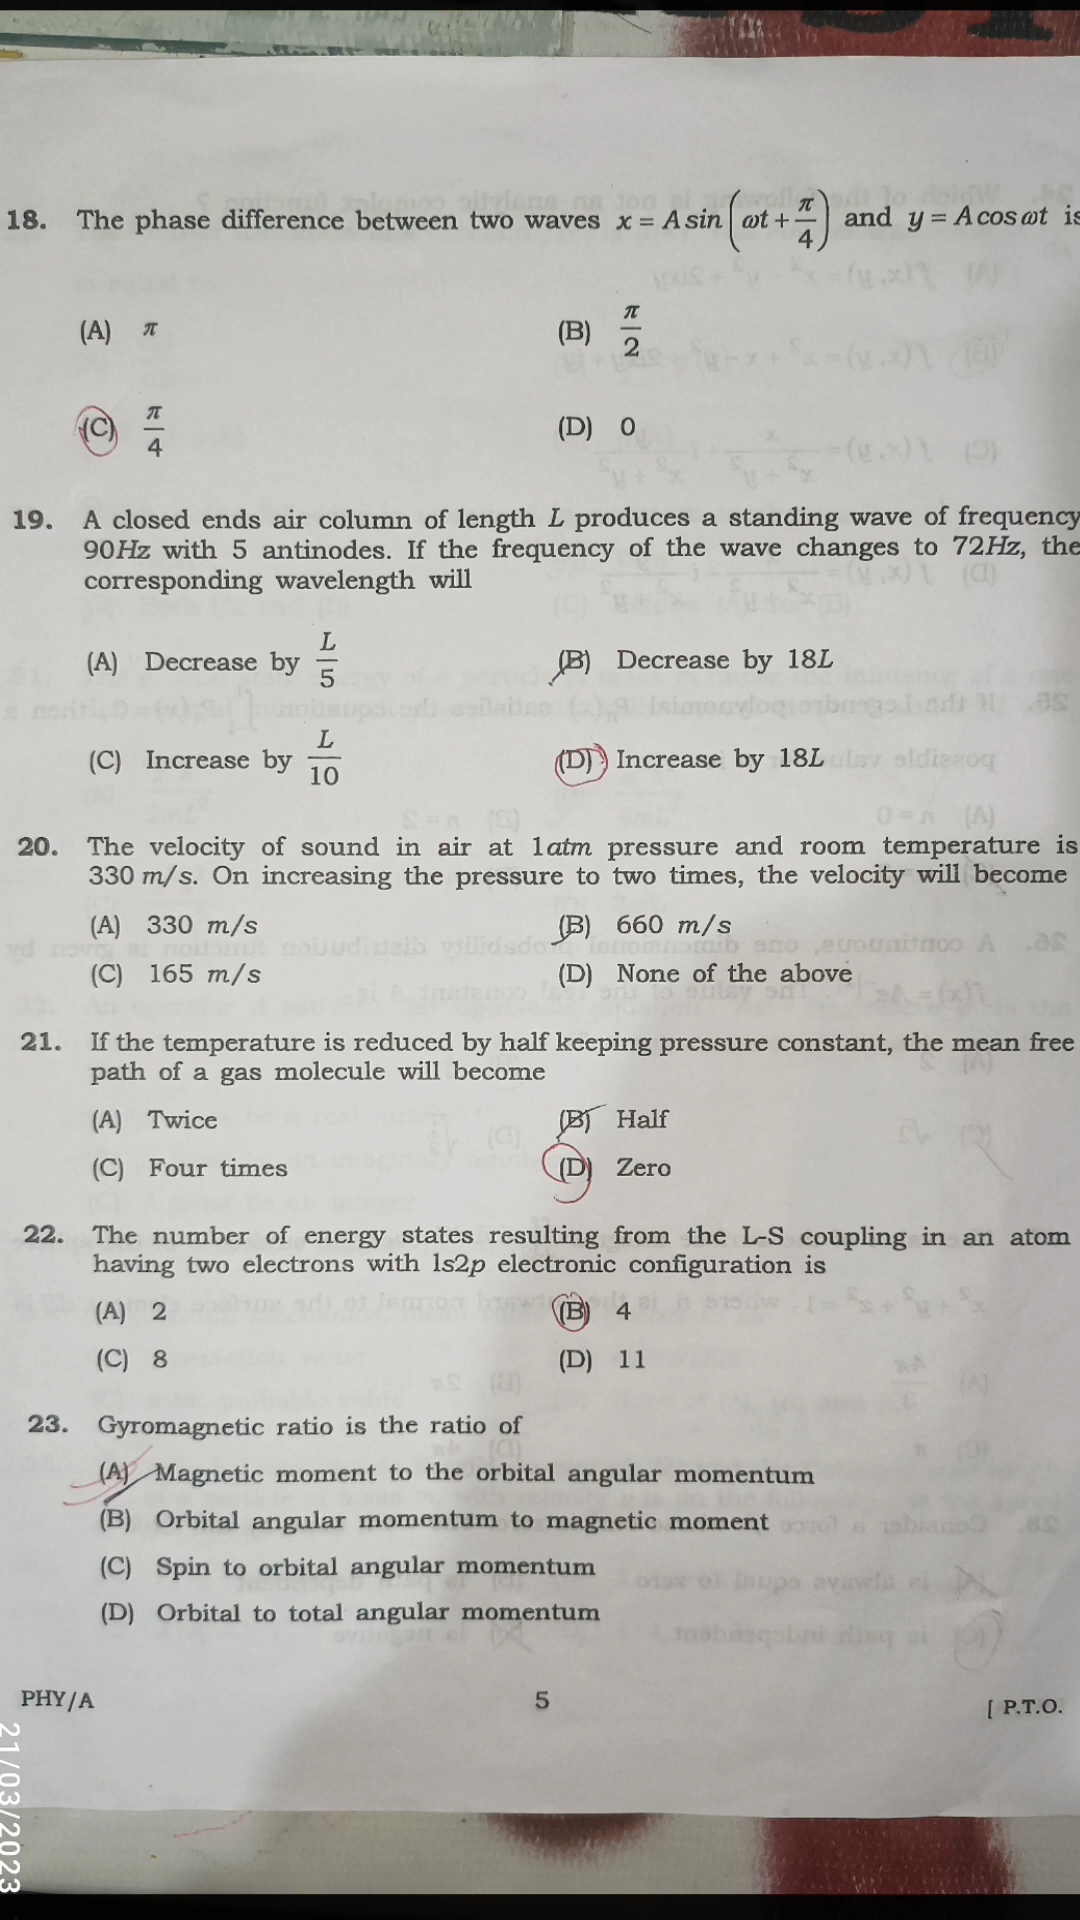 18. The phase difference between two waves x = A sin(ωt + π/4) and y = A cos ωt is
(A) π (B) π/2
(C) π/4 (D) 0
19. A closed ends air column of length L produces a standing wave of frequency
90Hz with 5 antinodes. If the frequency of the wave changes to 72Hz, the
corresponding wavelength will
(A) Decrease by L/5 (B) Decrease by 18L
(C) Increase by L/10 (D) Increase by 18L
20. The velocity of sound in air at 1atm pressure and room temperature is
330 m/s. On increasing the pressure to two times, the velocity will become
(A) 330 m/s (B) 660 m/s
(C) 165 m/s (D) None of the above
21. If the temperature is reduced by half keeping pressure constant, the mean free
path of a gas molecule will become
(A) Twice (B) Half
(C) Four times (D) Zero
22. The number of energy states resulting from the L-S coupling in an atom
having two electrons with 1s2p electronic configuration is
(A) 2 (B) 4
(C) 8 (D) 11
23. Gyromagnetic ratio is the ratio of
(A) Magnetic moment to the orbital angular momentum
(B) Orbital angular momentum to magnetic moment
(C) Spin to orbital angular momentum
(D) Orbital to total angular momentum
PHY/A 5 [ P.T.O.
21/03/2023